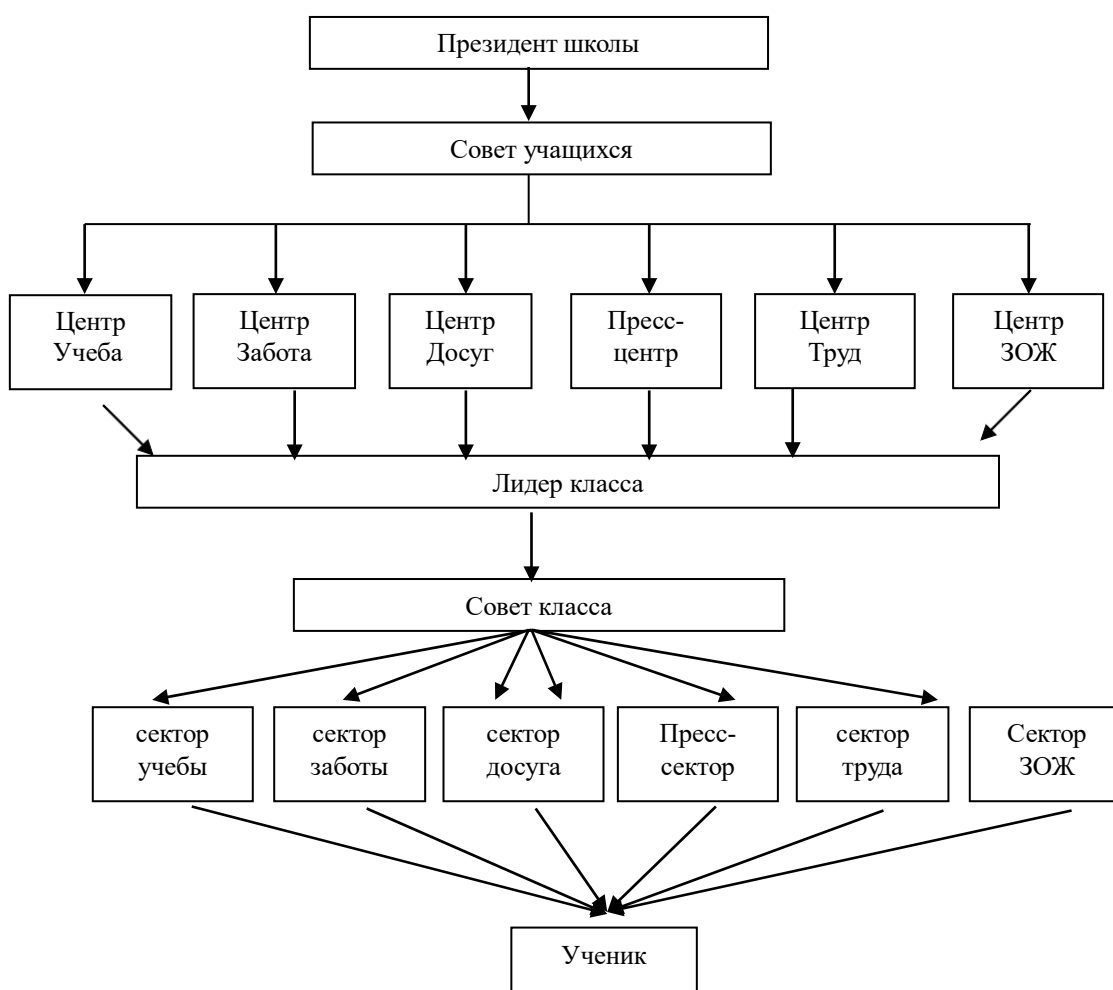 Президент школы
Совет учащихся
Центр
Учеба
Центр
Забота
Центр
Досуг
Пресс-
центр
Центр
Труд
Центр
ЗОЖ
Лидер класса
Совет класса
сектор
учебы
сектор
заботы
сектор
досуга
Пресс-
сектор
сектор
труда
Сектор
ЗОЖ
Ученик